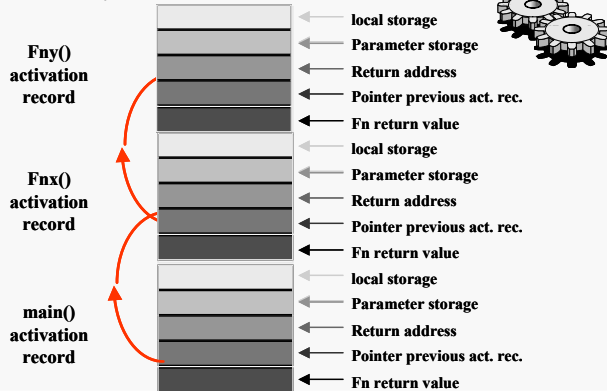 Fny()
activation
record
local storage
Parameter storage
Return address
Pointer previous act. rec.
Fn return value
Fnx()
activation
record
local storage
Parameter storage
Return address
Pointer previous act. rec.
Fn return value
main()
activation
record
local storage
Parameter storage
Return address
Pointer previous act. rec.
Fn return value